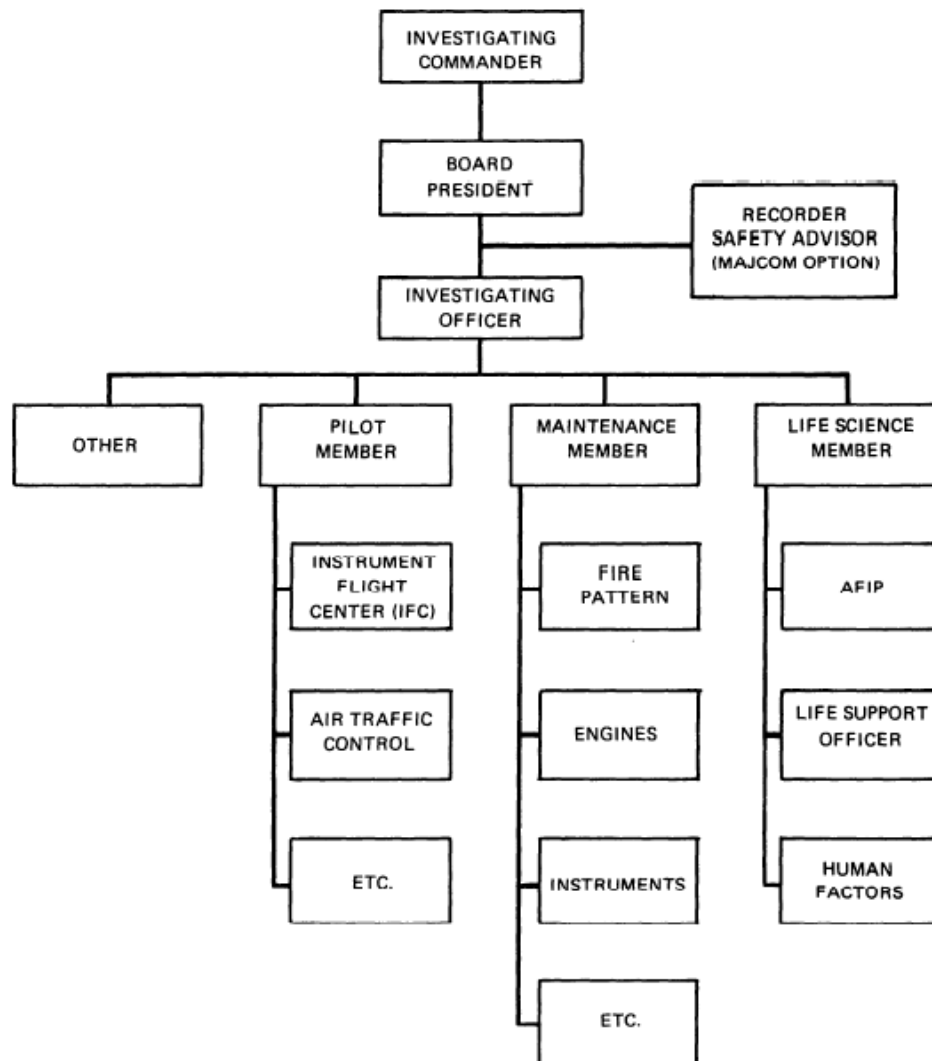 INVESTIGATING
COMMANDER
BOARD
PRESIDENT
RECORDER
SAFETY ADVISOR
(MAJCOM OPTION)
INVESTIGATING
OFFICER
OTHER
PILOT
MEMBER
MAINTENANCE
MEMBER
LIFE SCIENCE
MEMBER
INSTRUMENT
FLIGHT
CENTER (IFC)
FIRE
PATTERN
AFIP
AIR TRAFFIC
CONTROL
ENGINES
LIFE SUPPORT
OFFICER
ETC.
INSTRUMENTS
HUMAN
FACTORS
ETC.